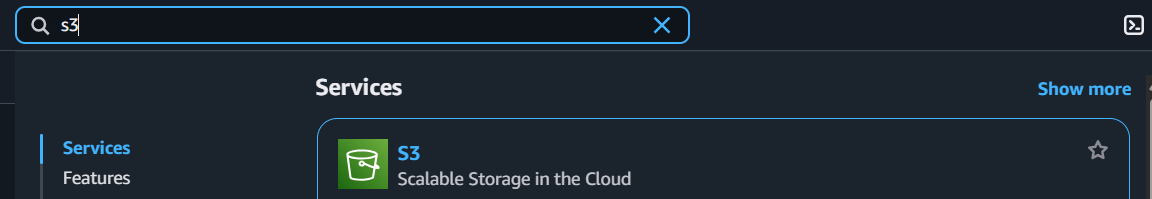 s3
Services
Show more
Services
Features
S3
Scalable Storage in the Cloud